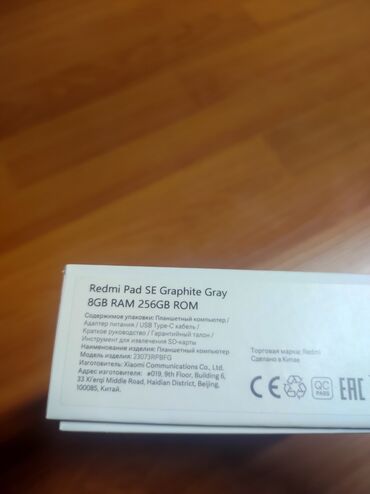 Redmi Pad SE Graphite Gray
8GB RAM 256GB ROM
Содержимое упаковки: Планшетный компьютер /
Адаптер питания / USB Type-C кабель /
Краткое руководство / Гарантийный талон /
Инструмент для извлечения SD-карты
Наименование изделия: Планшетный компьютер
Модель изделия: 23073RPBFG
Изготовитель: Xiaomi Communications Co., Ltd.
Адрес изготовителя: #019, 9th Floor, Building 6,
33 Xi'erqi Middle Road, Haidian District, Beijing,
100085, Китай.
Торговая марка: Redmi
Сделано в Китае
CE
QC
PASS
EAC